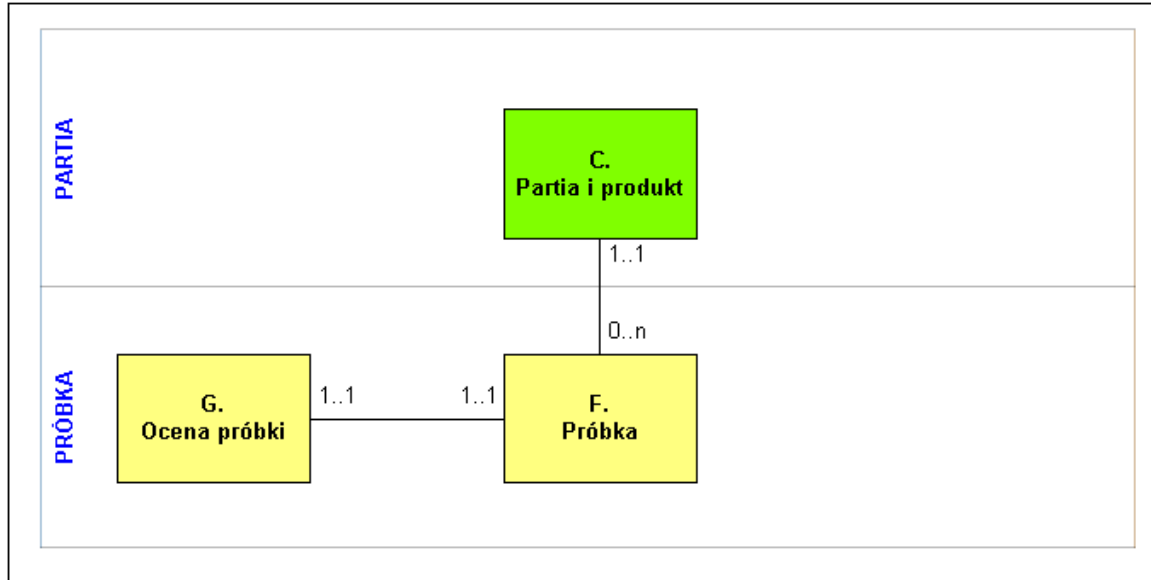 PARTIA
C.
Partia i produkt
1..1
0..n
PRÓBKA
G.
Ocena próbki
1..1
1..1
F.
Próbka